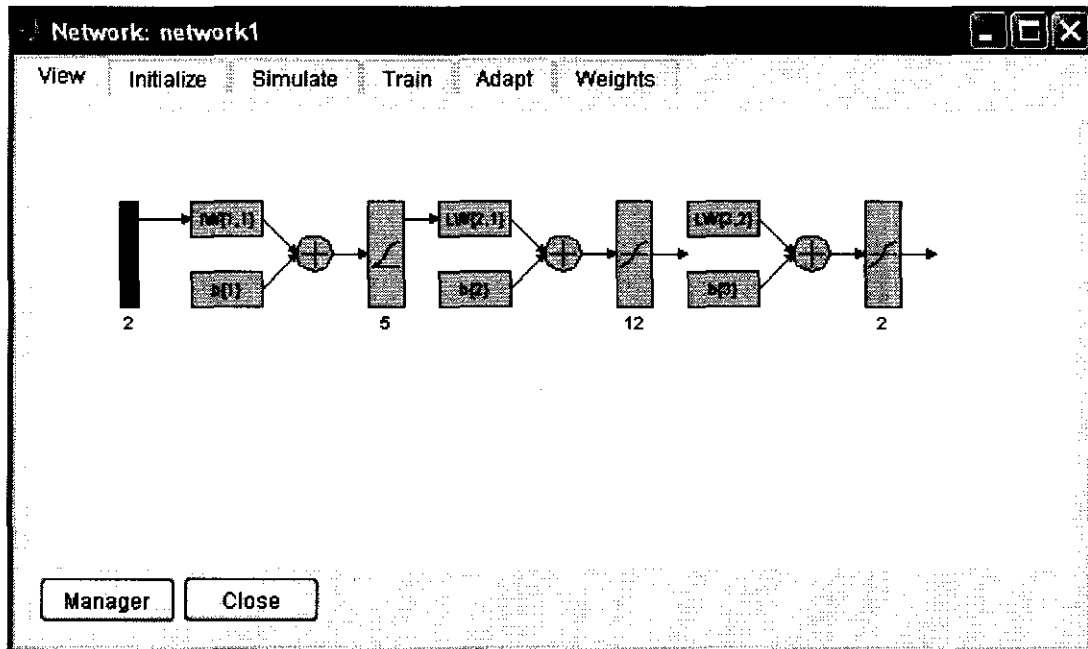 Network: network1
View Initialize Simulate Train Adapt Weights
IW{1,1} LW{2,1} LW{3,2}
b{1} b{2} b{3}
2 5 12 2
Manager Close